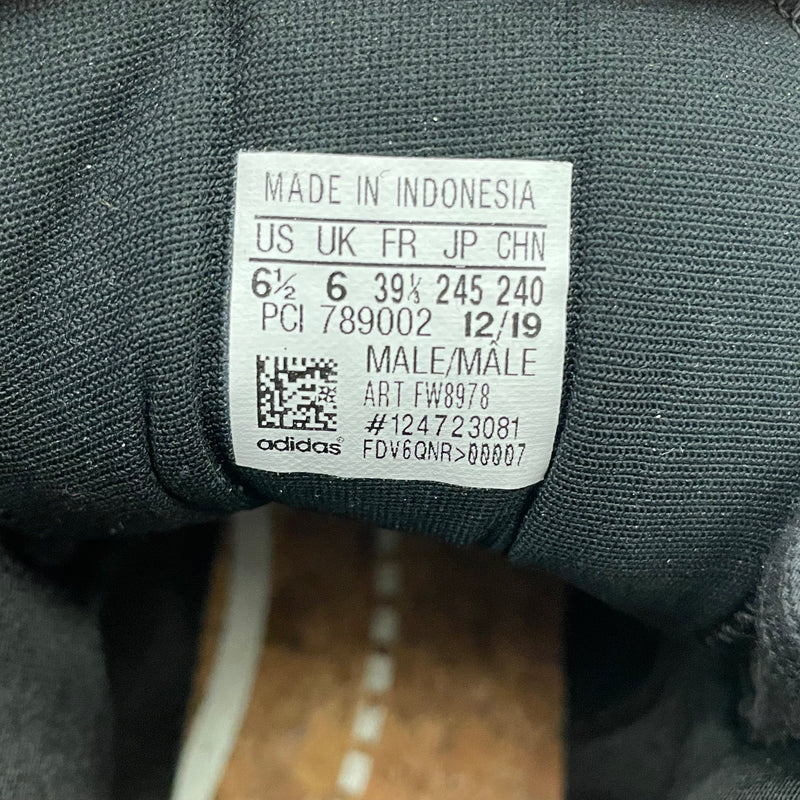 MADE IN INDONESIA
US UK FR JP CHN
6½ 6 39⅓ 245 240
PCI 789002 12/19
MALE/MÂLE
ART FW8978
#124723081
adidas® FDV6QNR>00007